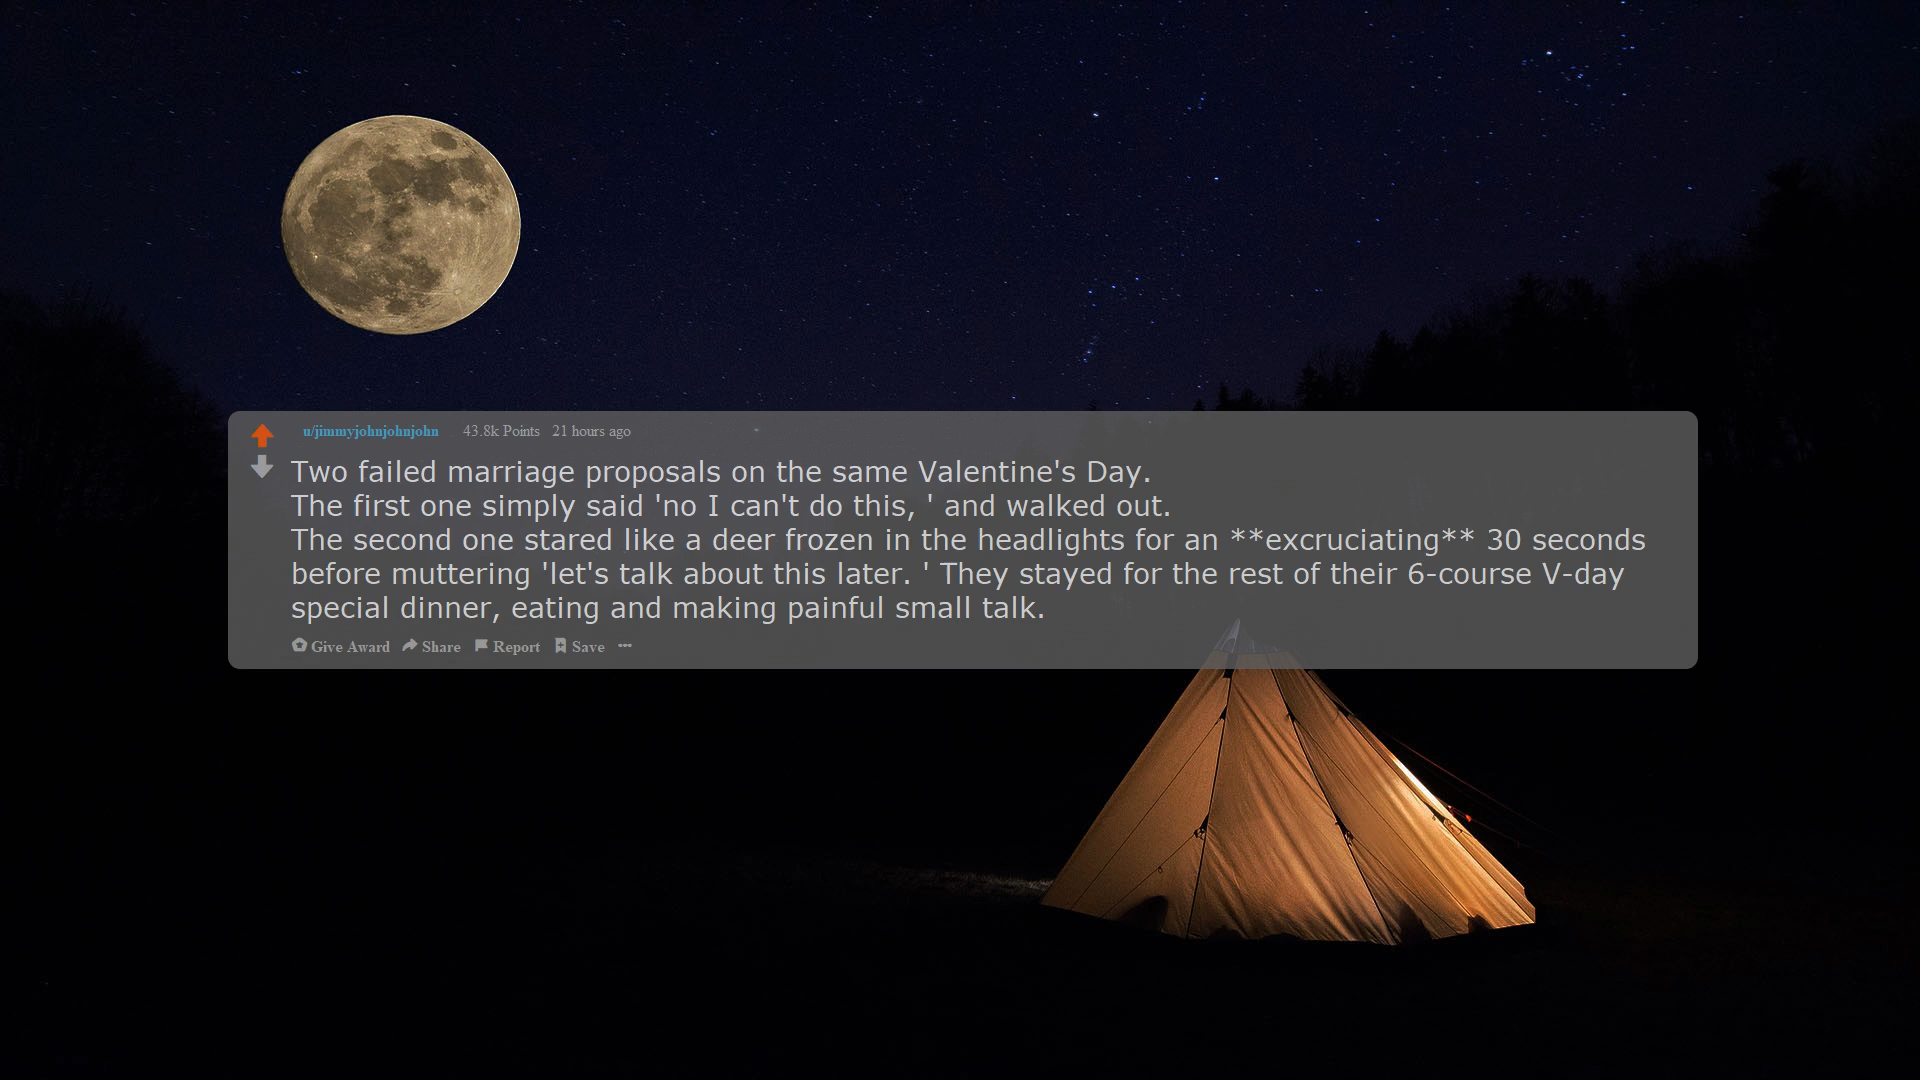 u/jimmyjohnjohnjohn 43.8k Points 21 hours ago
Two failed marriage proposals on the same Valentine's Day.
The first one simply said 'no I can't do this, ' and walked out.
The second one stared like a deer frozen in the headlights for an **excruciating** 30 seconds
before muttering 'let's talk about this later. ' They stayed for the rest of their 6-course V-day
special dinner, eating and making painful small talk.
Give Award Share Report Save ···